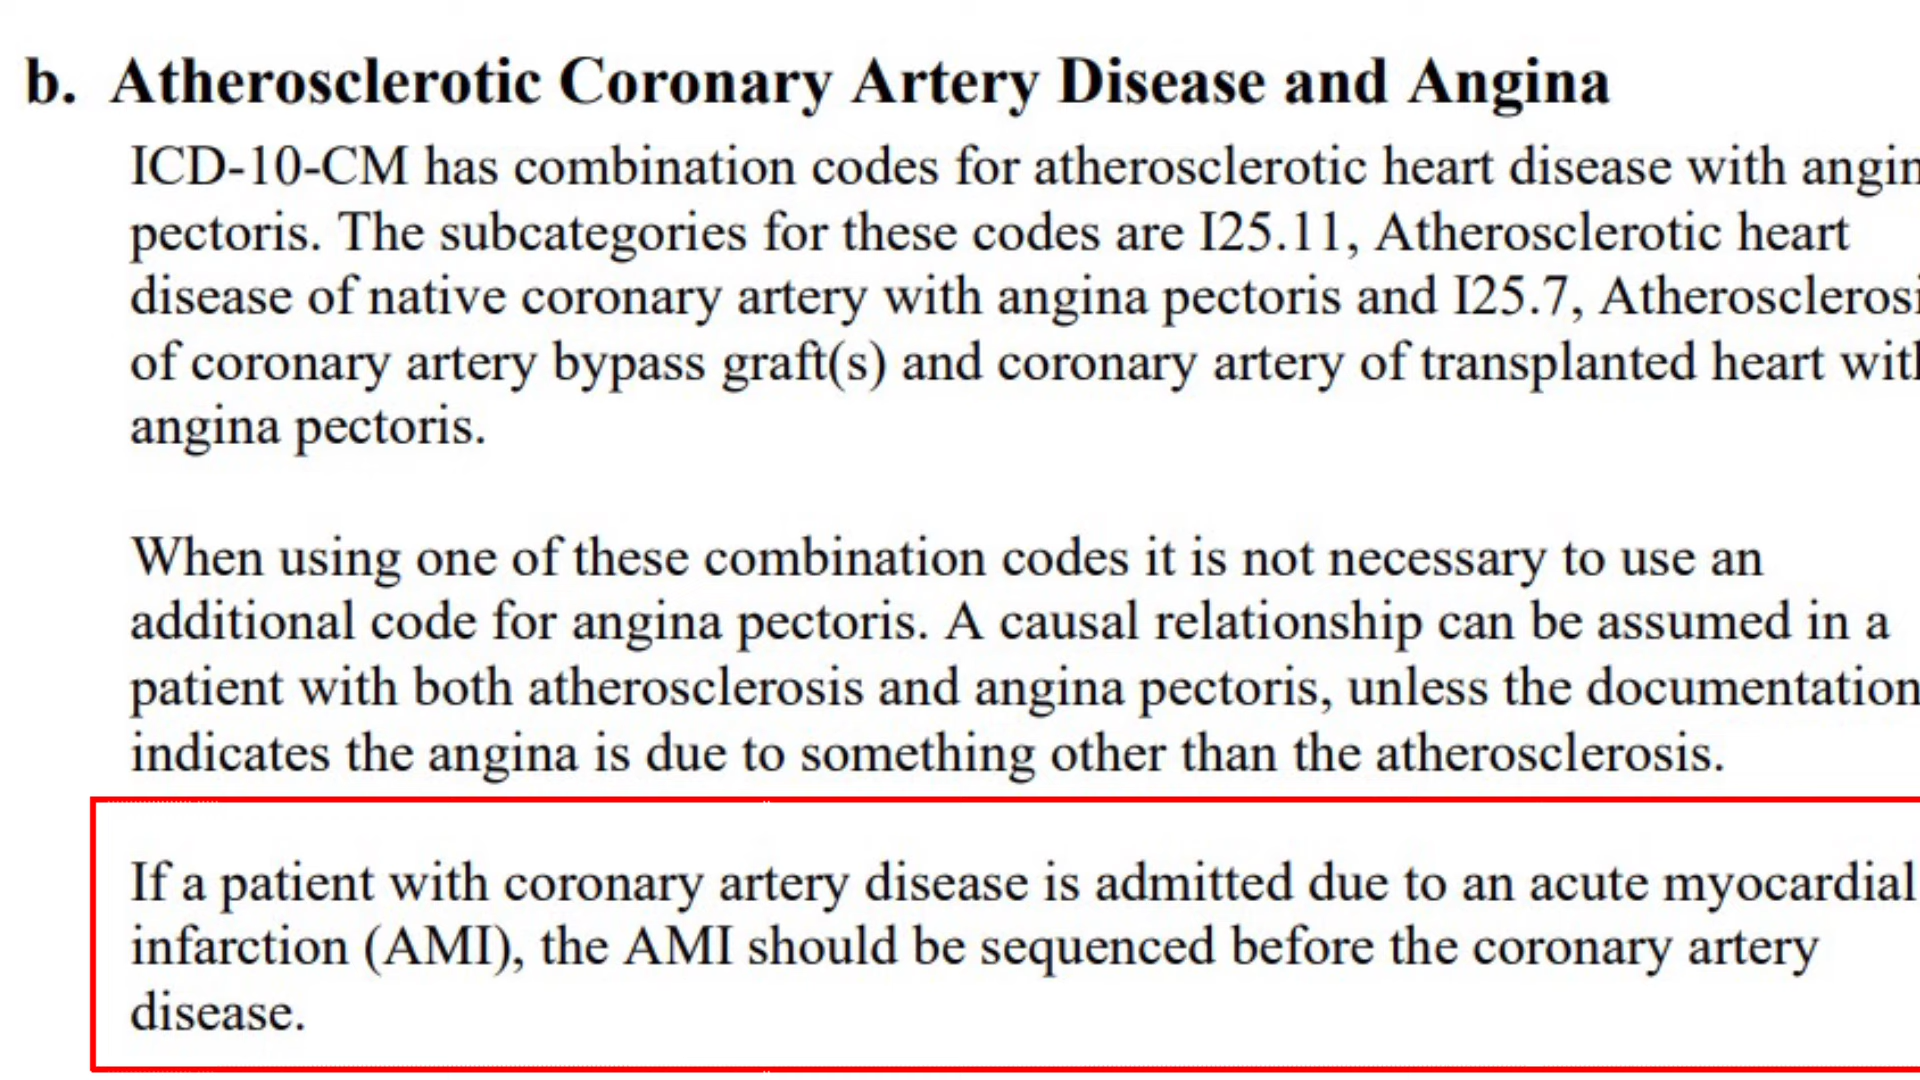 b. Atherosclerotic Coronary Artery Disease and Angina
ICD-10-CM has combination codes for atherosclerotic heart disease with angin
pectoris. The subcategories for these codes are I25.11, Atherosclerotic heart
disease of native coronary artery with angina pectoris and I25.7, Atherosclerosi
of coronary artery bypass graft(s) and coronary artery of transplanted heart with
angina pectoris.
When using one of these combination codes it is not necessary to use an
additional code for angina pectoris. A causal relationship can be assumed in a
patient with both atherosclerosis and angina pectoris, unless the documentation
indicates the angina is due to something other than the atherosclerosis.
If a patient with coronary artery disease is admitted due to an acute myocardial
infarction (AMI), the AMI should be sequenced before the coronary artery
disease.